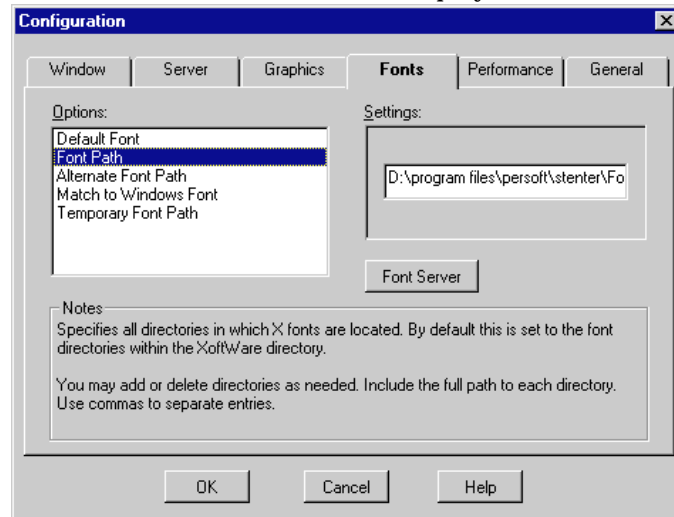 Configuration
Window Server Graphics Fonts Performance General
Options:
Default Font
Font Path
Alternate Font Path
Match to Windows Font
Temporary Font Path
Settings:
D:\program files\persoft\stenter\Fo
Font Server
Notes
Specifies all directories in which X fonts are located. By default this is set to the font
directories within the XoftWare directory.
You may add or delete directories as needed. Include the full path to each directory.
Use commas to separate entries.
OK Cancel Help